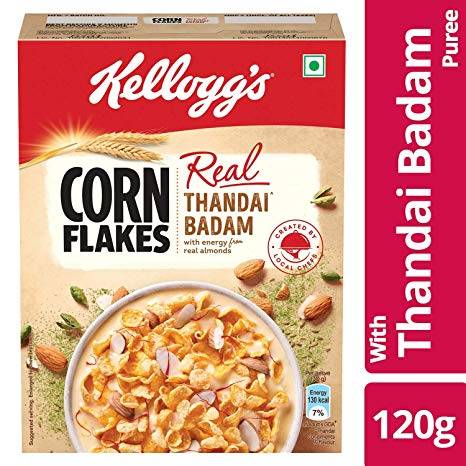 Kellogg's
CORN
FLAKES
Real
THANDAI^
BADAM
with energy from
real almonds
CREATED BY
LOCAL CHEFS
Energy
130 kcal
7%
With
Thandai Badam
Puree
120g